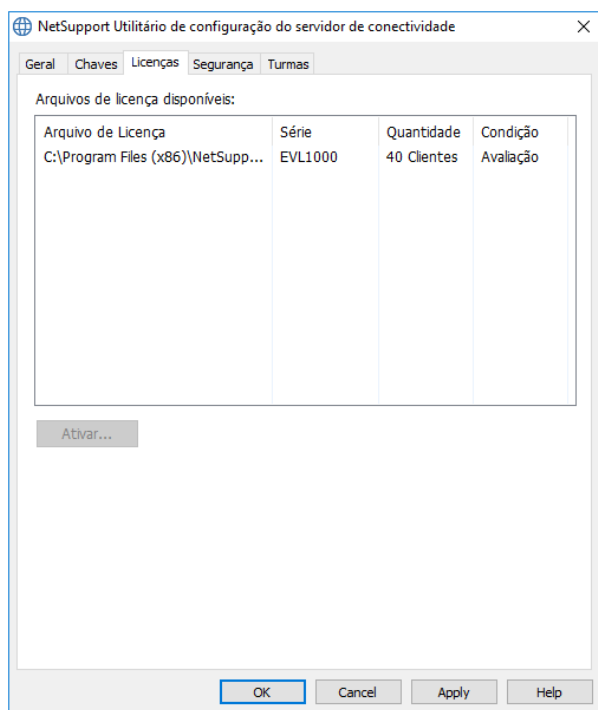 NetSupport Utilitário de configuração do servidor de conectividade
Geral Chaves Licenças Segurança Turmas
Arquivos de licença disponíveis:
Arquivo de Licença Série Quantidade Condição
C:\Program Files (x86)\NetSupp... EVL1000 40 Clientes Avaliação
Ativar...
OK Cancel Apply Help